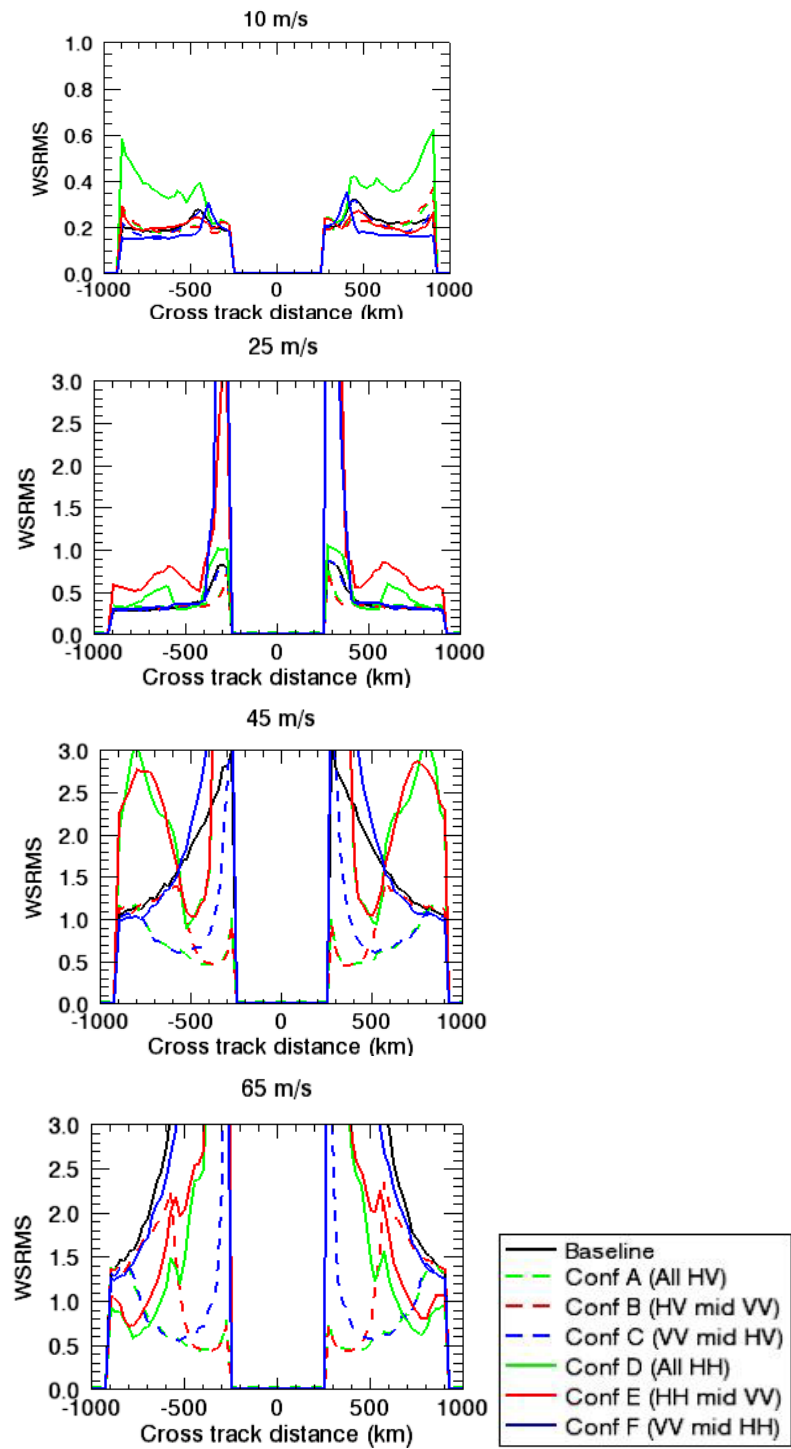 10 m/s
1.0
0.8
0.6
0.4
0.2
0.0
WSRMS
-1000 -500 0 500 1000
Cross track distance (km)
25 m/s
3.0
2.5
2.0
1.5
1.0
0.5
0.0
WSRMS
-1000 -500 0 500 1000
Cross track distance (km)
45 m/s
3.0
2.5
2.0
1.5
1.0
0.5
0.0
WSRMS
-1000 -500 0 500 1000
Cross track distance (km)
65 m/s
3.0
2.5
2.0
1.5
1.0
0.5
0.0
WSRMS
-1000 -500 0 500 1000
Cross track distance (km)
Baseline
Conf A (All HV)
Conf B (HV mid VV)
Conf C (VV mid HV)
Conf D (All HH)
Conf E (HH mid VV)
Conf F (VV mid HH)